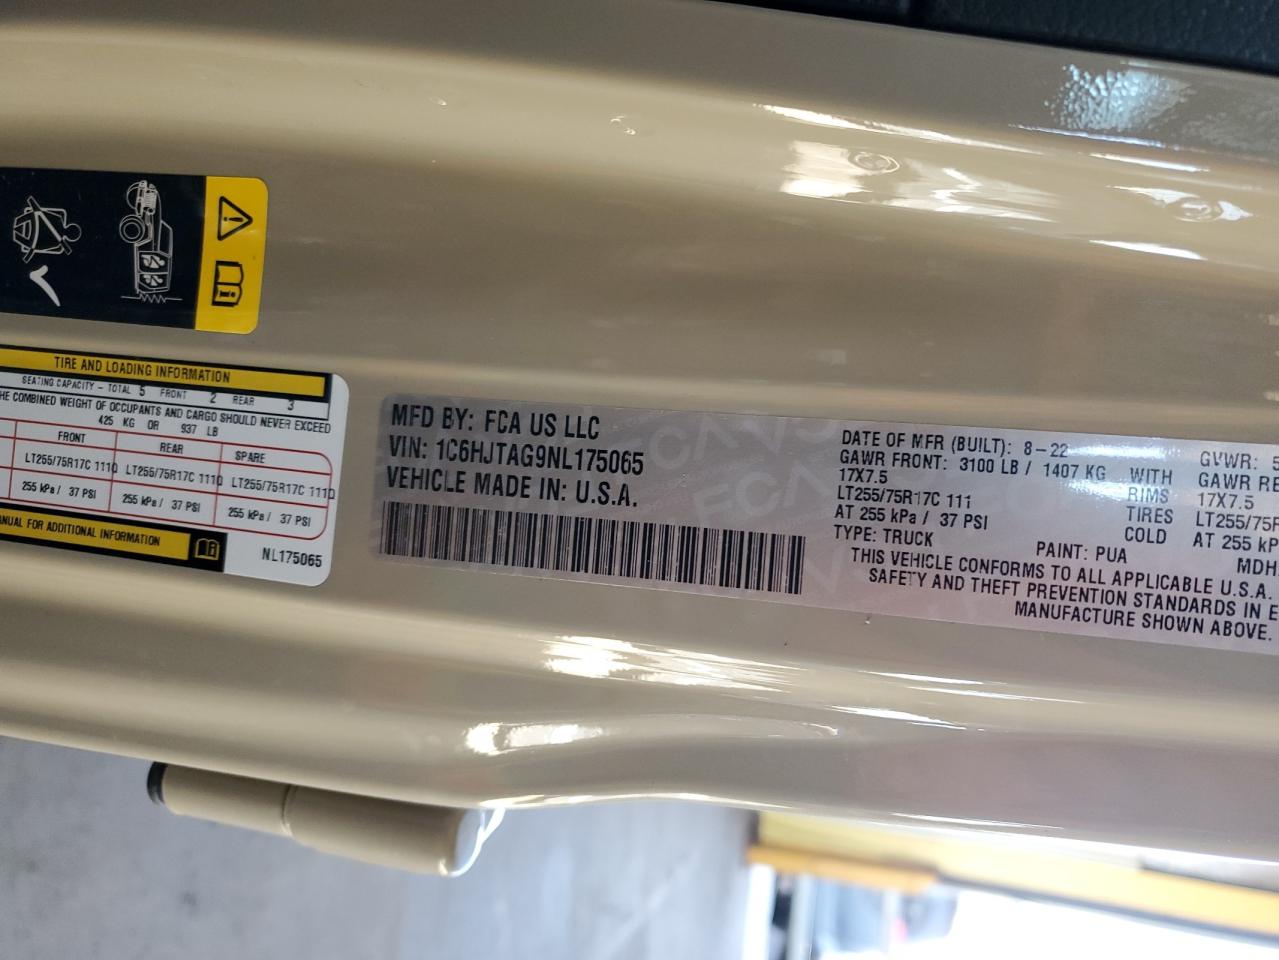 TIRE AND LOADING INFORMATION
SEATING CAPACITY - TOTAL 5 FRONT 2 REAR 3
HE COMBINED WEIGHT OF OCCUPANTS AND CARGO SHOULD NEVER EXCEED
425 KG OR 937 LB
FRONT REAR SPARE
LT255/75R17C 111Q LT255/75R17C 111Q LT255/75R17C 111Q
255 kPa / 37 PSI 255 kPa / 37 PSI 255 kPa / 37 PSI
ANUAL FOR ADDITIONAL INFORMATION
NL175065
MFD BY: FCA US LLC
VIN: 1C6HJTAG9NL175065
VEHICLE MADE IN: U.S.A.
DATE OF MFR (BUILT): 8-22 GVWR: 5
GAWR FRONT: 3100 LB / 1407 KG WITH GAWR RE
17X7.5 RIMS 17X7.5
LT255/75R17C 111 TIRES LT255/75R
AT 255 kPa / 37 PSI COLD AT 255 kP
TYPE: TRUCK PAINT: PUA MDH
THIS VEHICLE CONFORMS TO ALL APPLICABLE U.S.A.
SAFETY AND THEFT PREVENTION STANDARDS IN E
MANUFACTURE SHOWN ABOVE.